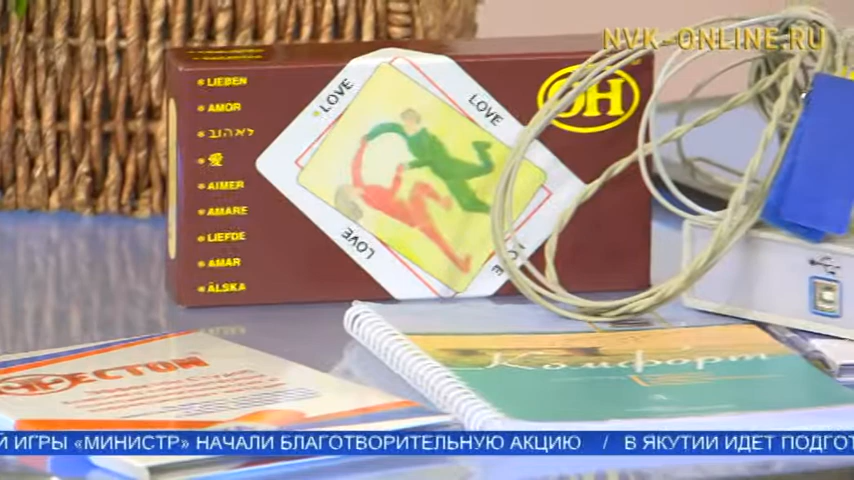 NVK-ONLINE.RU
LIEBEN
AMOR
לאהוב
愛
AIMER
AMARE
LIEFDE
AMAR
ÄLSKA
LOVE
LOVE
LOVE
OH
Комфорт
ОЙ ИГРЫ «МИНИСТР» НАЧАЛИ БЛАГОТВОРИТЕЛЬНУЮ АКЦИЮ / В ЯКУТИИ ИДЕТ ПОДГОТ